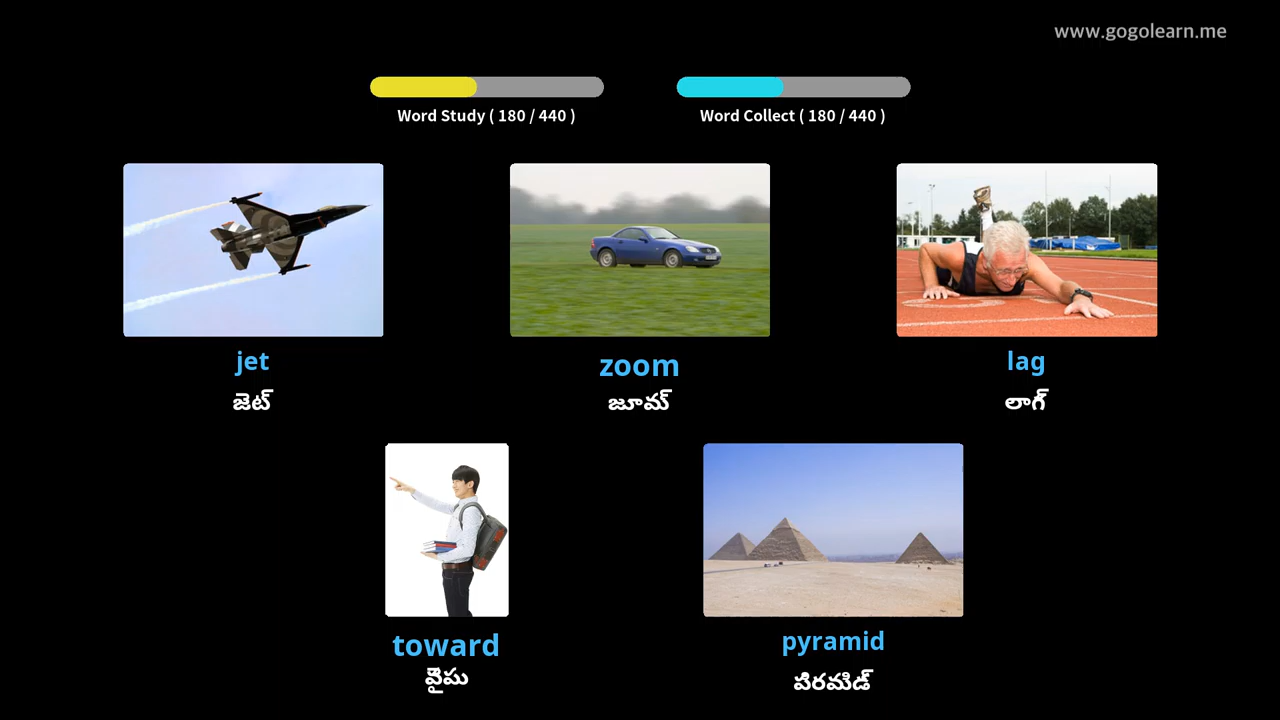 www.gogolearn.me
Word Study ( 180 / 440 )
Word Collect ( 180 / 440 )
jet
zoom
lag
జెట్
జూమ్
లాగ్
toward
pyramid
వైపు
పిరమిడ్